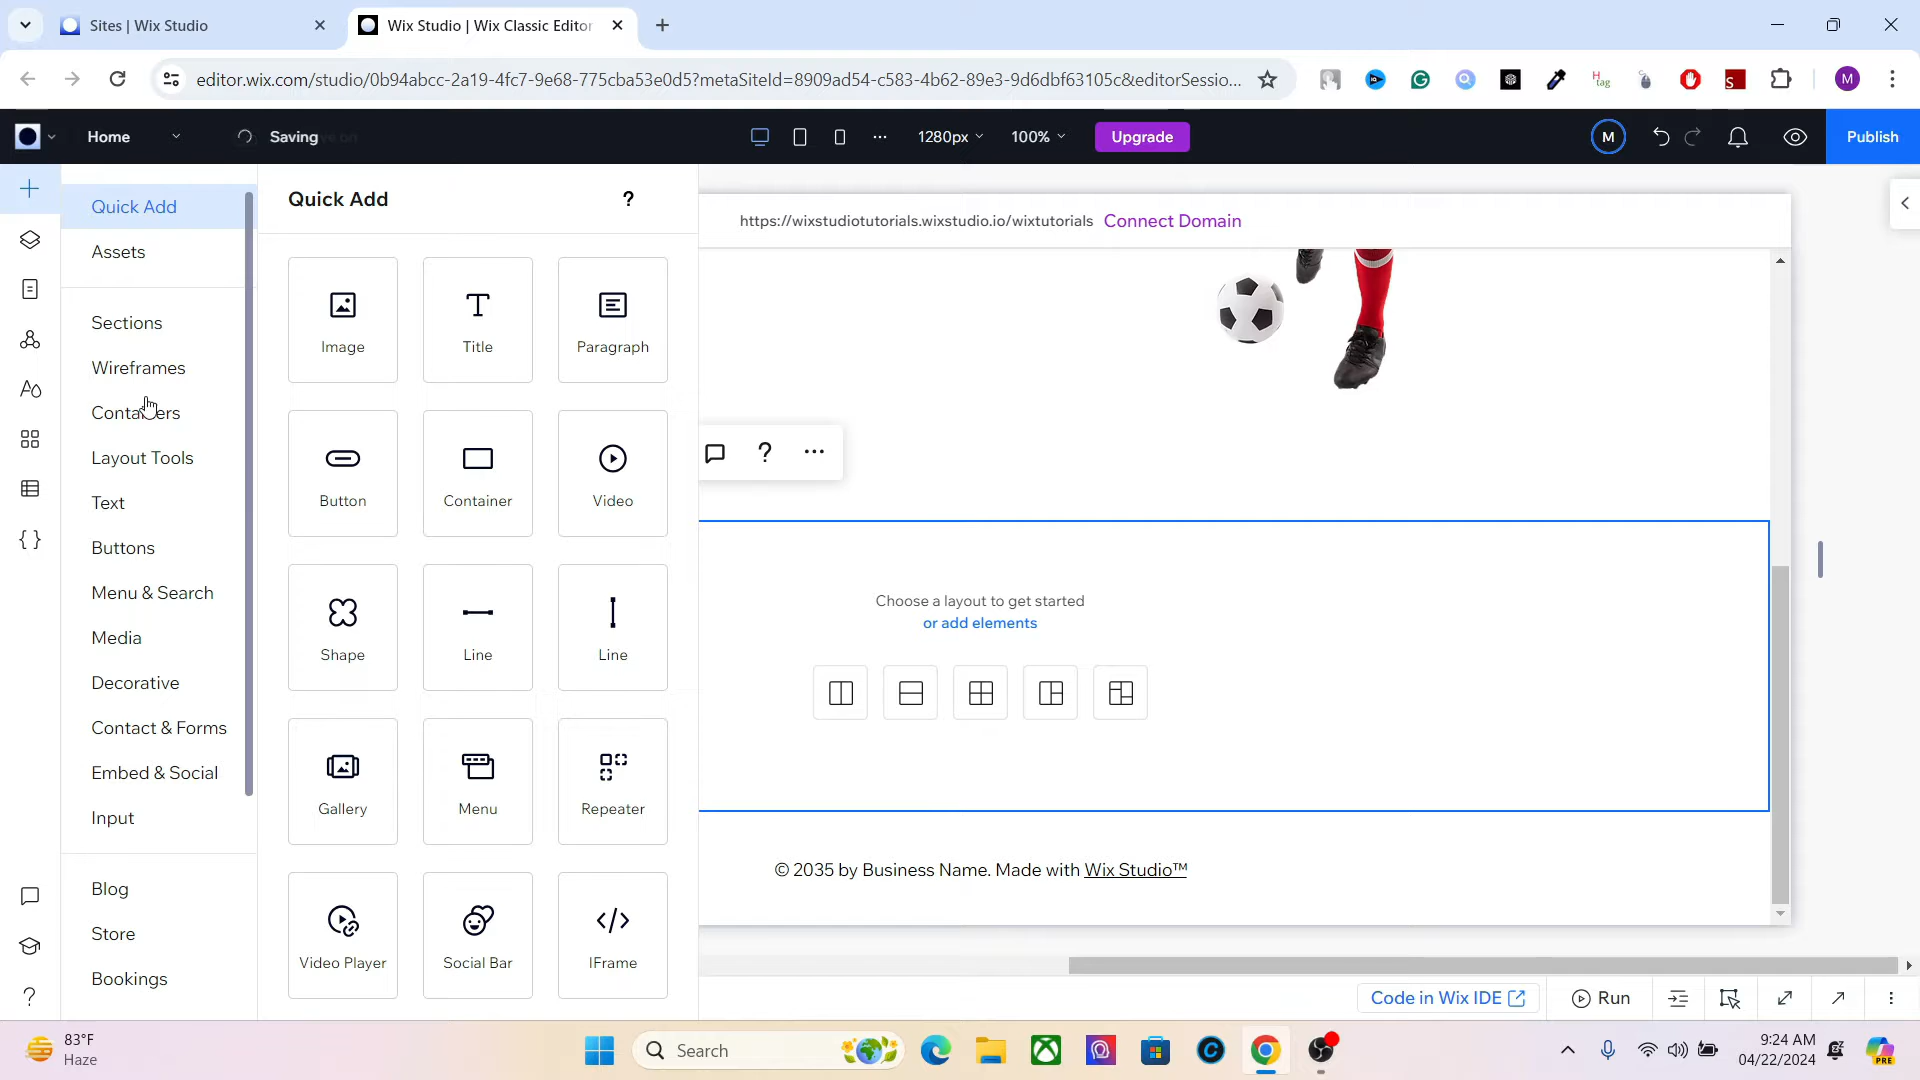 Sites | Wix Studio
Wix Studio | Wix Classic Editor
editor.wix.com/studio/0b94abcc-2a19-4fc7-9e68-775cba53e0d5?metaSiteId=8909ad54-c583-4b62-89e3-9d6dbf63105c&editorSessio...
H
tag
S
M
Home
Saving
1280px
100%
Upgrade
M
Publish
Quick Add
Assets
Sections
Wireframes
Containers
Layout Tools
Text
Buttons
Menu & Search
Media
Decorative
Contact & Forms
Embed & Social
Input
Blog
Store
Bookings
Quick Add
?
Image
Title
Paragraph
Button
Container
Video
Shape
Line
Line
Gallery
Menu
Repeater
Video Player
Social Bar
IFrame
https://wixstudiotutorials.wixstudio.io/wixtutorials Connect Domain
Choose a layout to get started
or add elements
© 2035 by Business Name. Made with Wix Studio™
Code in Wix IDE
Run
83°F
Haze
Search
9:24 AM
04/22/2024
PRE